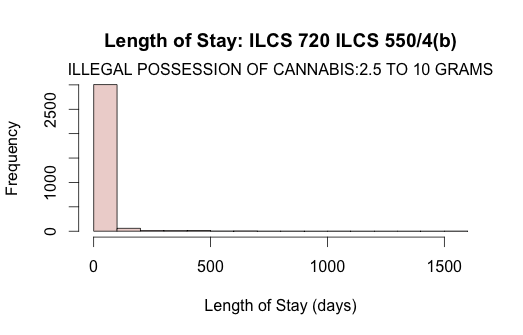 Length of Stay: ILCS 720 ILCS 550/4(b)
ILLEGAL POSSESSION OF CANNABIS:2.5 TO 10 GRAMS
Frequency
2500
1000
0
0 500 1000 1500
Length of Stay (days)